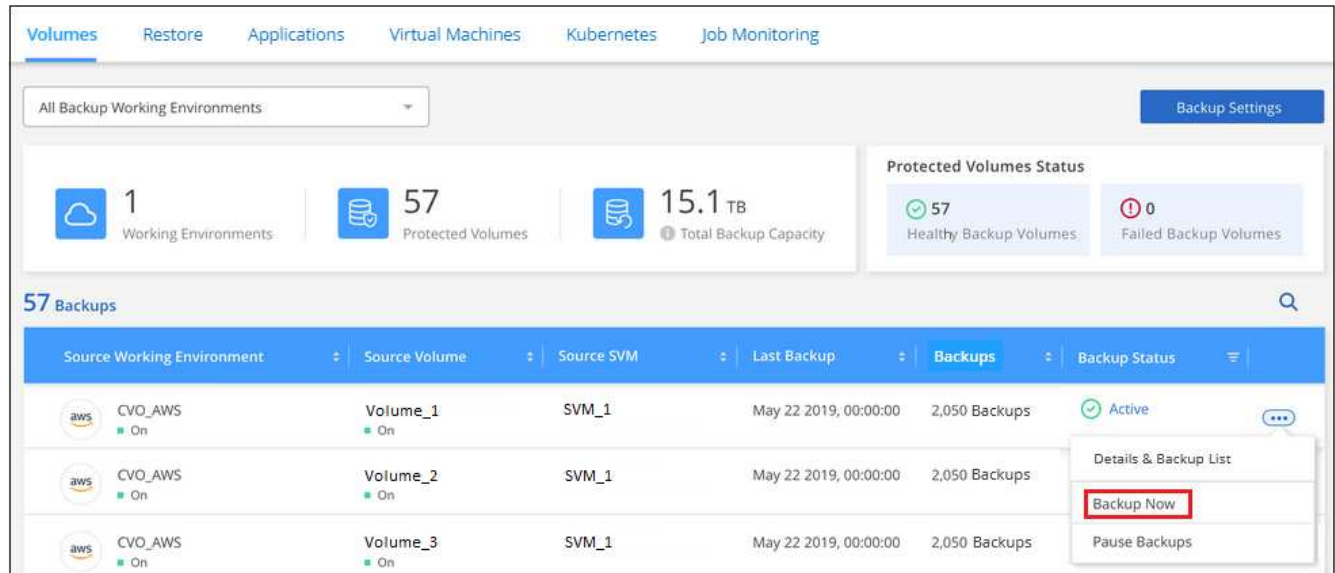 Volumes Restore Applications Virtual Machines Kubernetes Job Monitoring
All Backup Working Environments
Backup Settings
1
Working Environments
57
Protected Volumes
15.1 TB
Total Backup Capacity
Protected Volumes Status
57
Healthy Backup Volumes
0
Failed Backup Volumes
57 Backups
Source Working Environment Source Volume Source SVM Last Backup Backups Backup Status
aws CVO_AWS Volume_1 SVM_1 May 22 2019, 00:00:00 2,050 Backups Active
On On
Details & Backup List
aws CVO_AWS Volume_2 SVM_1 May 22 2019, 00:00:00 2,050 Backups
On On
Backup Now
aws CVO_AWS Volume_3 SVM_1 May 22 2019, 00:00:00 2,050 Backups
Pause Backups
On On